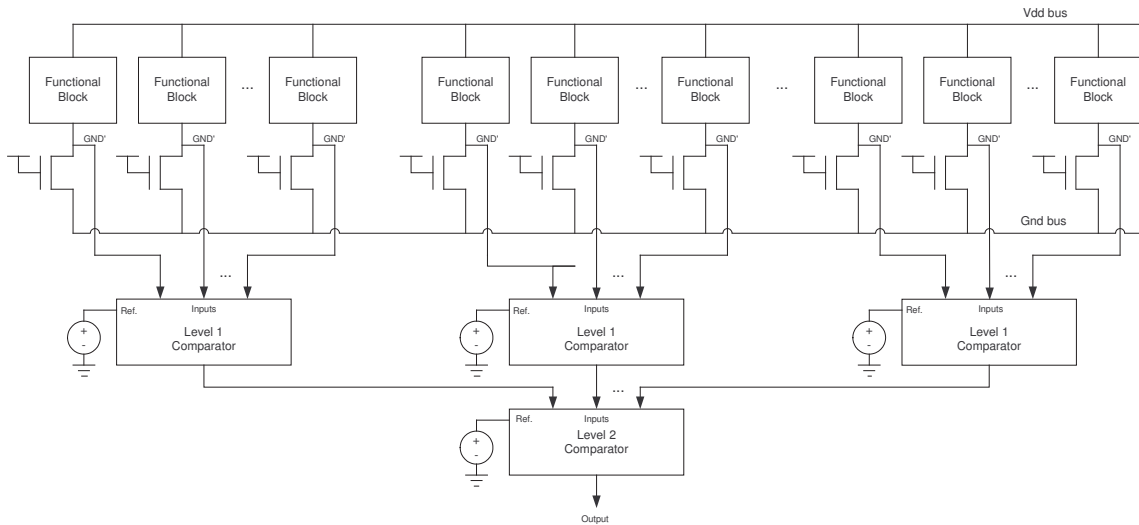 Vdd bus
Functional
Block
Functional
Block
...
Functional
Block
Functional
Block
Functional
Block
...
Functional
Block
...
Functional
Block
Functional
Block
...
Functional
Block
GND'
GND'
GND'
GND'
GND'
GND'
GND'
GND'
GND'
Gnd bus
...
...
...
Ref.
Inputs
Level 1
Comparator
+
-
Ref.
Inputs
Level 1
Comparator
+
-
Ref.
Inputs
Level 1
Comparator
+
-
...
Ref.
Inputs
Level 2
Comparator
+
-
Output